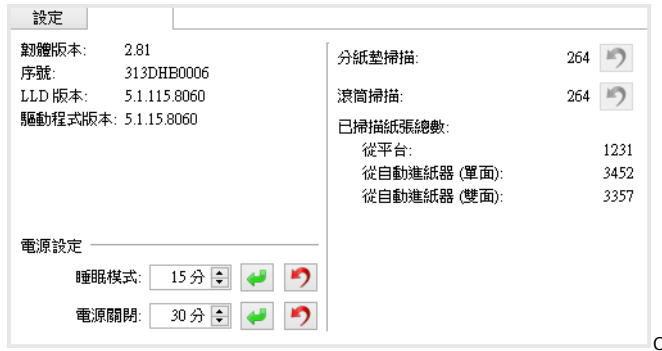 設定
韌體版本: 2.81
序號: 313DHB0006
LLD 版本: 5.1.115.8060
驅動程式版本: 5.1.15.8060
電源設定
睡眠模式: 15 分
電源關閉: 30 分
分紙墊掃描: 264
滾筒掃描: 264
已掃描紙張總數:
從平台: 1231
從自動進紙器 (單面): 3452
從自動進紙器 (雙面): 3357